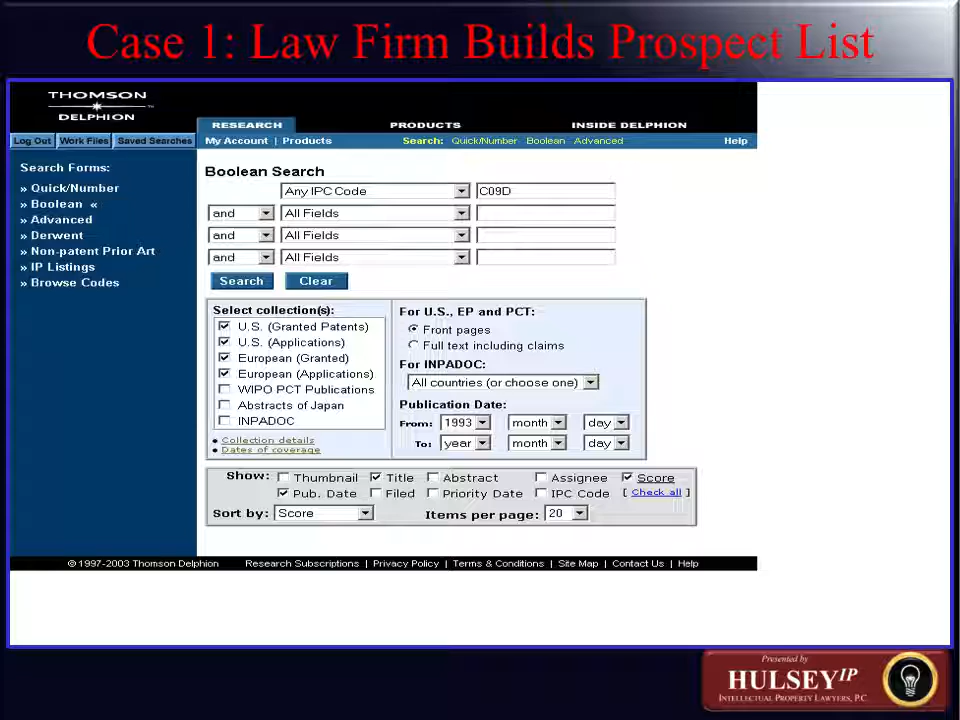 Case 1: Law Firm Builds Prospect List
THOMSON
DELPHION
RESEARCH PRODUCTS INSIDE DELPHION
Log Out Work Files Saved Searches My Account | Products Search: Quick/Number Boolean Advanced Help
Search Forms:
» Quick/Number
» Boolean «
» Advanced
» Derwent
» Non-patent Prior Art
» IP Listings
» Browse Codes
Boolean Search
Any IPC Code C09D
and All Fields
and All Fields
and All Fields
Search Clear
Select collection(s):
U.S. (Granted Patents)
U.S. (Applications)
European (Granted)
European (Applications)
WIPO PCT Publications
Abstracts of Japan
INPADOC
• Collection details
• Dates of coverage
For U.S., EP and PCT:
Front pages
Full text including claims
For INPADOC:
All countries (or choose one)
Publication Date:
From: 1993 month day
To: year month day
Show: Thumbnail Title Abstract Assignee Score
Pub. Date Filed Priority Date IPC Code [ Check all ]
Sort by: Score Items per page: 20
© 1997-2003 Thomson Delphion Research Subscriptions | Privacy Policy | Terms & Conditions | Site Map | Contact Us | Help
Presented by
HULSEY IP
INTELLECTUAL PROPERTY LAWYERS, P.C.